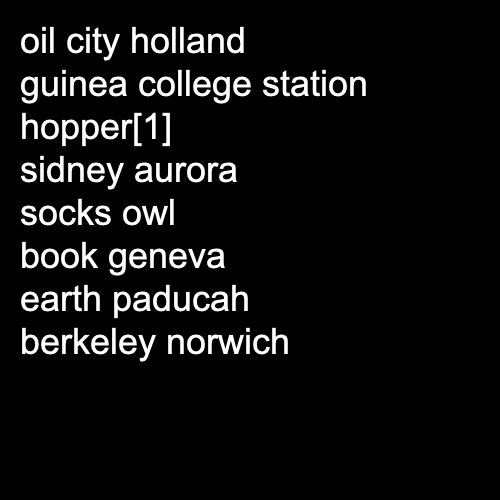 oil city holland
guinea college station
hopper[1]
sidney aurora
socks owl
book geneva
earth paducah
berkeley norwich